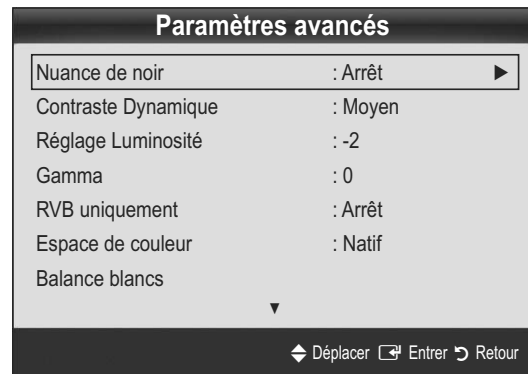 Paramètres avancés
Nuance de noir : Arrêt ▶
Contraste Dynamique : Moyen
Réglage Luminosité : -2
Gamma : 0
RVB uniquement : Arrêt
Espace de couleur : Natif
Balance blancs
▼
Déplacer Entrer Retour